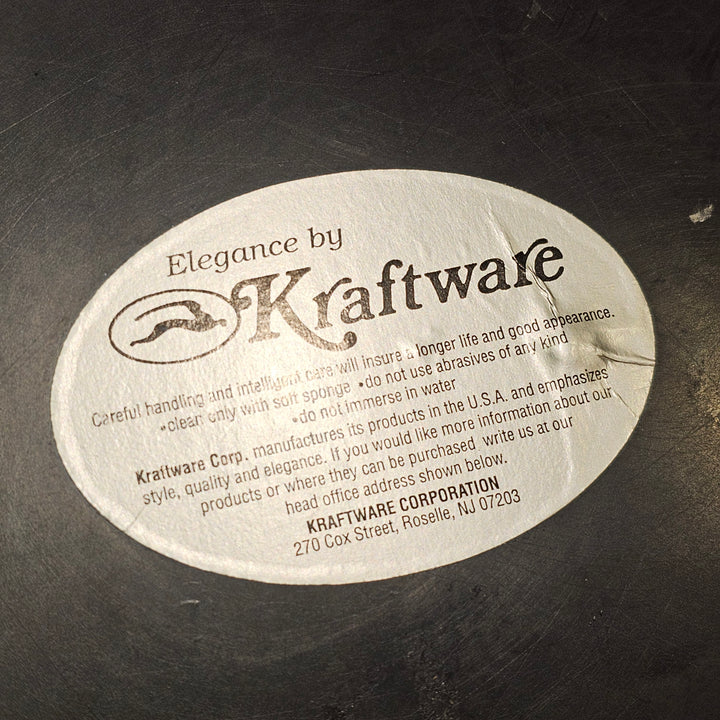 Elegance by
Kraftware
Careful handling and intelligent care will insure a longer life and good appearance.
•clean only with soft sponge •do not use abrasives of any kind
•do not immerse in water
Kraftware Corp. manufactures its products in the U.S.A. and emphasizes
style, quality and elegance. If you would like more information about our
products or where they can be purchased write us at our
head office address shown below.
KRAFTWARE CORPORATION
270 Cox Street, Roselle, NJ 07203